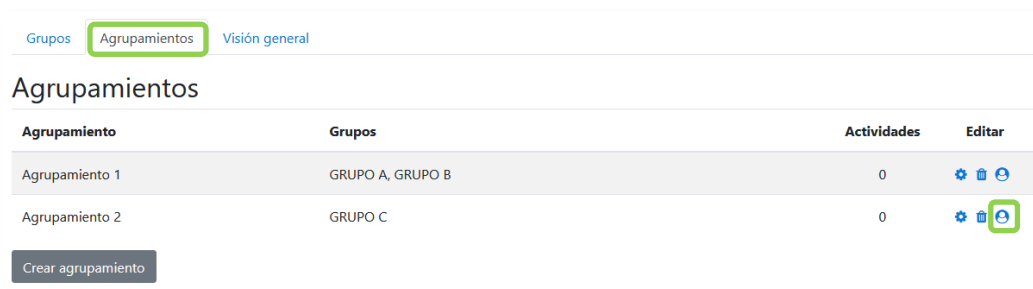 Grupos Agrupamientos Visión general
Agrupamientos
Agrupamiento Grupos Actividades Editar
Agrupamiento 1 GRUPO A, GRUPO B 0
Agrupamiento 2 GRUPO C 0
Crear agrupamiento